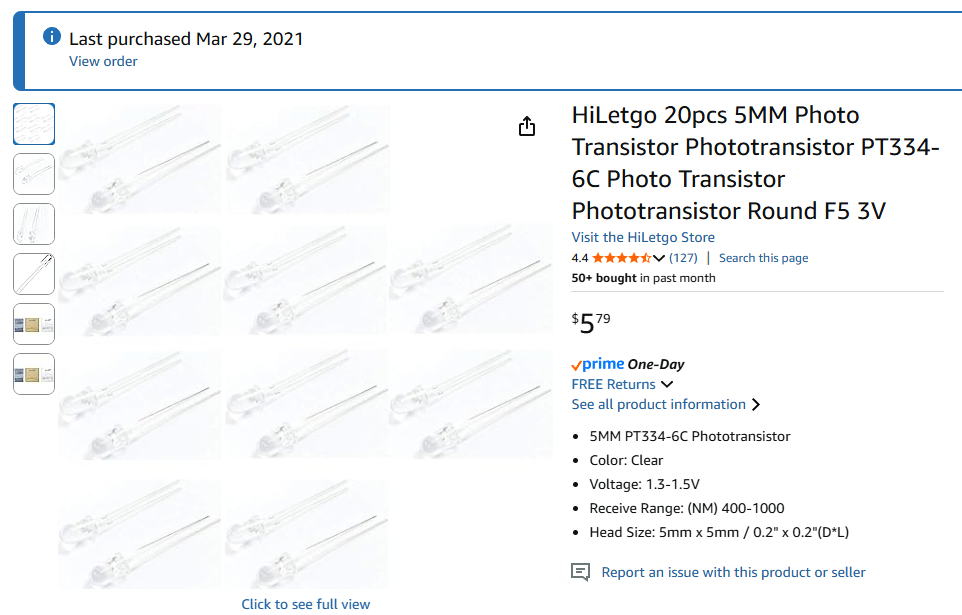 Last purchased Mar 29, 2021
View order
HiLetgo 20pcs 5MM Photo
Transistor Phototransistor PT334-
6C Photo Transistor
Phototransistor Round F5 3V
Visit the HiLetgo Store
4.4 (127) | Search this page
50+ bought in past month
$5 79
prime One-Day
FREE Returns
See all product information
• 5MM PT334-6C Phototransistor
• Color: Clear
• Voltage: 1.3-1.5V
• Receive Range: (NM) 400-1000
• Head Size: 5mm x 5mm / 0.2" x 0.2"(D*L)
Report an issue with this product or seller
Click to see full view